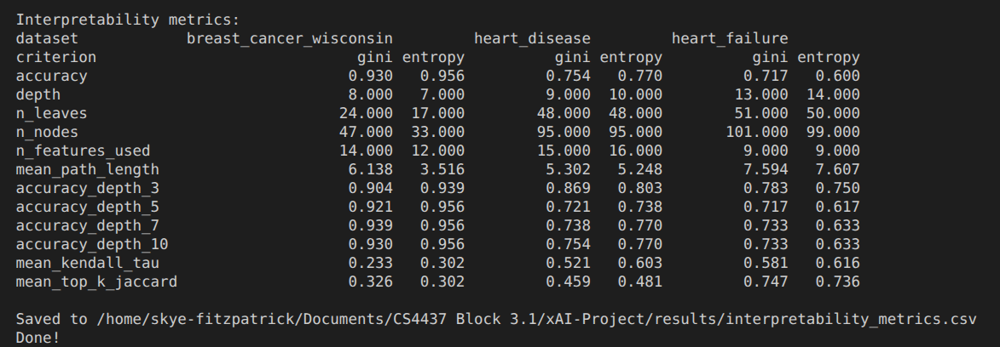 Interpretability metrics:
dataset             breast_cancer_wisconsin         heart_disease         heart_failure
criterion                              gini entropy          gini entropy          gini entropy
accuracy                              0.930   0.956         0.754   0.770         0.717   0.600
depth                                 8.000   7.000         9.000  10.000        13.000  14.000
n_leaves                             24.000  17.000        48.000  48.000        51.000  50.000
n_nodes                              47.000  33.000        95.000  95.000       101.000  99.000
n_features_used                      14.000  12.000        15.000  16.000         9.000   9.000
mean_path_length                      6.138   3.516         5.302   5.248         7.594   7.607
accuracy_depth_3                      0.904   0.939         0.869   0.803         0.783   0.750
accuracy_depth_5                      0.921   0.956         0.721   0.738         0.717   0.617
accuracy_depth_7                      0.939   0.956         0.738   0.770         0.733   0.633
accuracy_depth_10                     0.930   0.956         0.754   0.770         0.733   0.633
mean_kendall_tau                      0.233   0.302         0.521   0.603         0.581   0.616
mean_top_k_jaccard                    0.326   0.302         0.459   0.481         0.747   0.736
Saved to /home/skye-fitzpatrick/Documents/CS4437 Block 3.1/xAI-Project/results/interpretability_metrics.csv
Done!